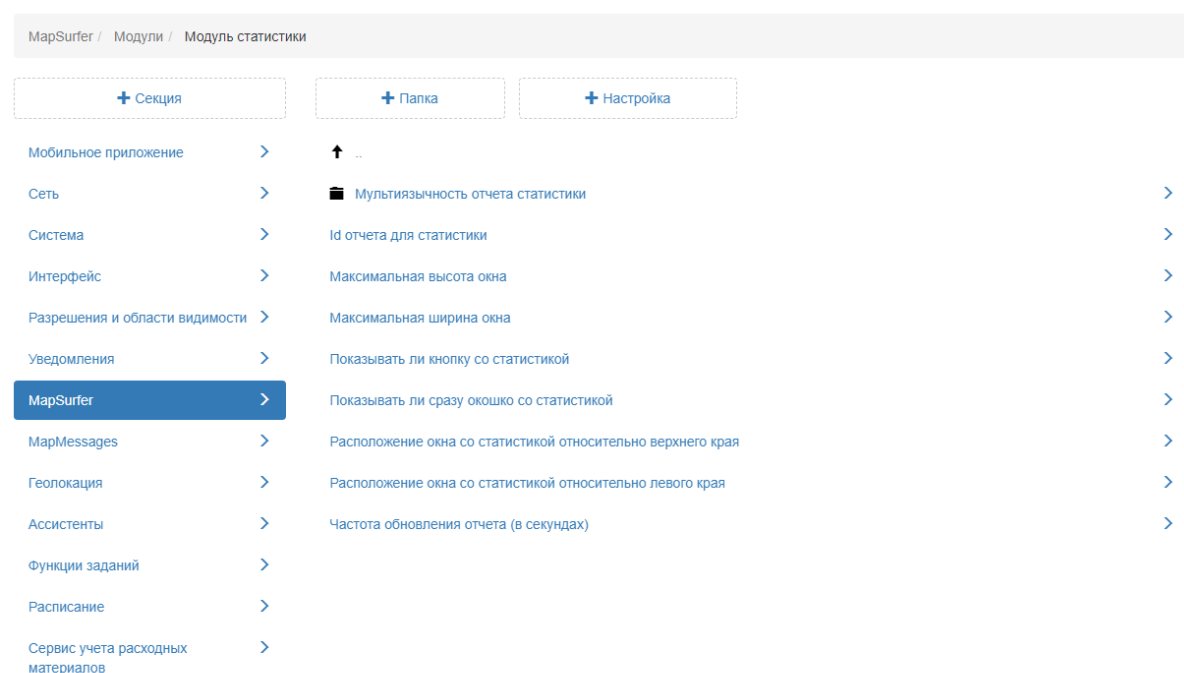 MapSurfer / Модули / Модуль статистики
+ Секция
+ Папка
+ Настройка
Мобильное приложение
Сеть
Система
Интерфейс
Разрешения и области видимости
Уведомления
MapSurfer
MapMessages
Геолокация
Ассистенты
Функции заданий
Расписание
Сервис учета расходных
материалов
..
Мультиязычность отчета статистики
Id отчета для статистики
Максимальная высота окна
Максимальная ширина окна
Показывать ли кнопку со статистикой
Показывать ли сразу окошко со статистикой
Расположение окна со статистикой относительно верхнего края
Расположение окна со статистикой относительно левого края
Частота обновления отчета (в секундах)